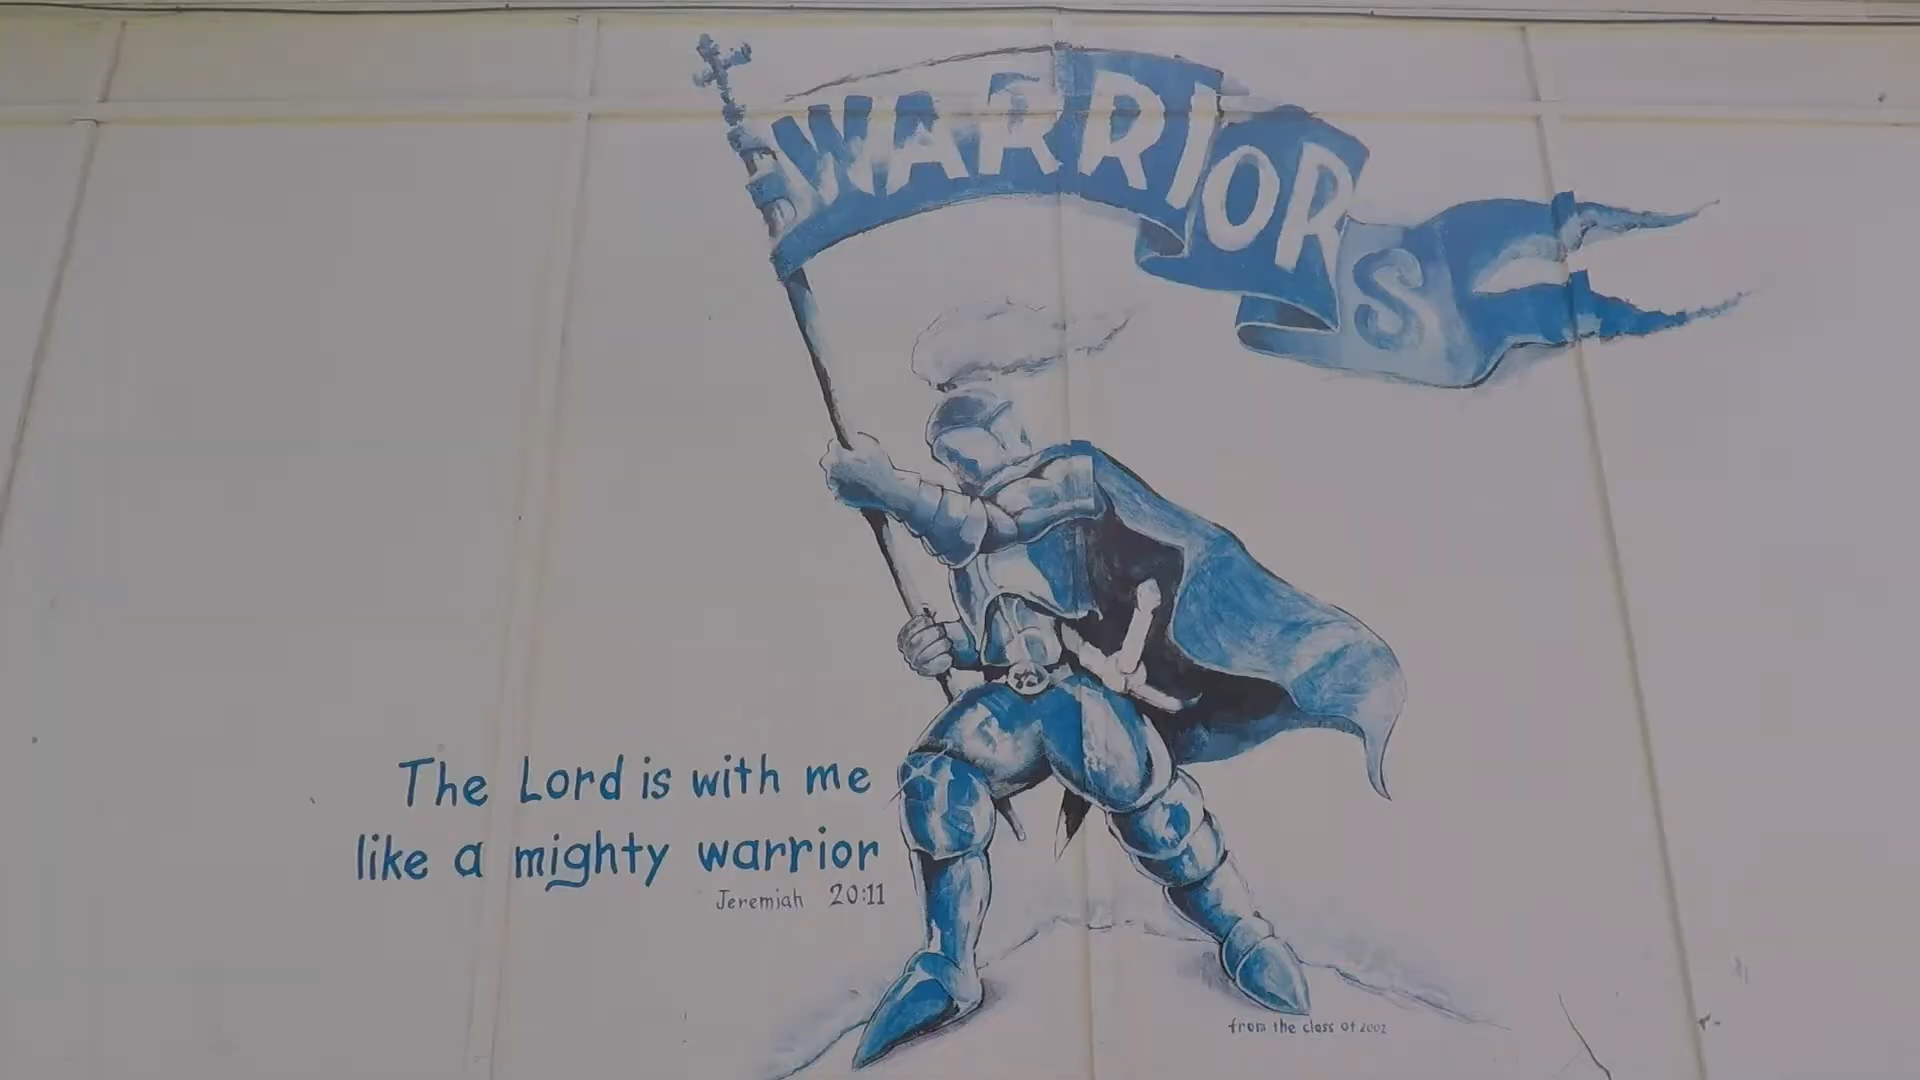 WARRIORS
The Lord is with me
like a mighty warrior
Jeremiah 20:11
from the class of 2002